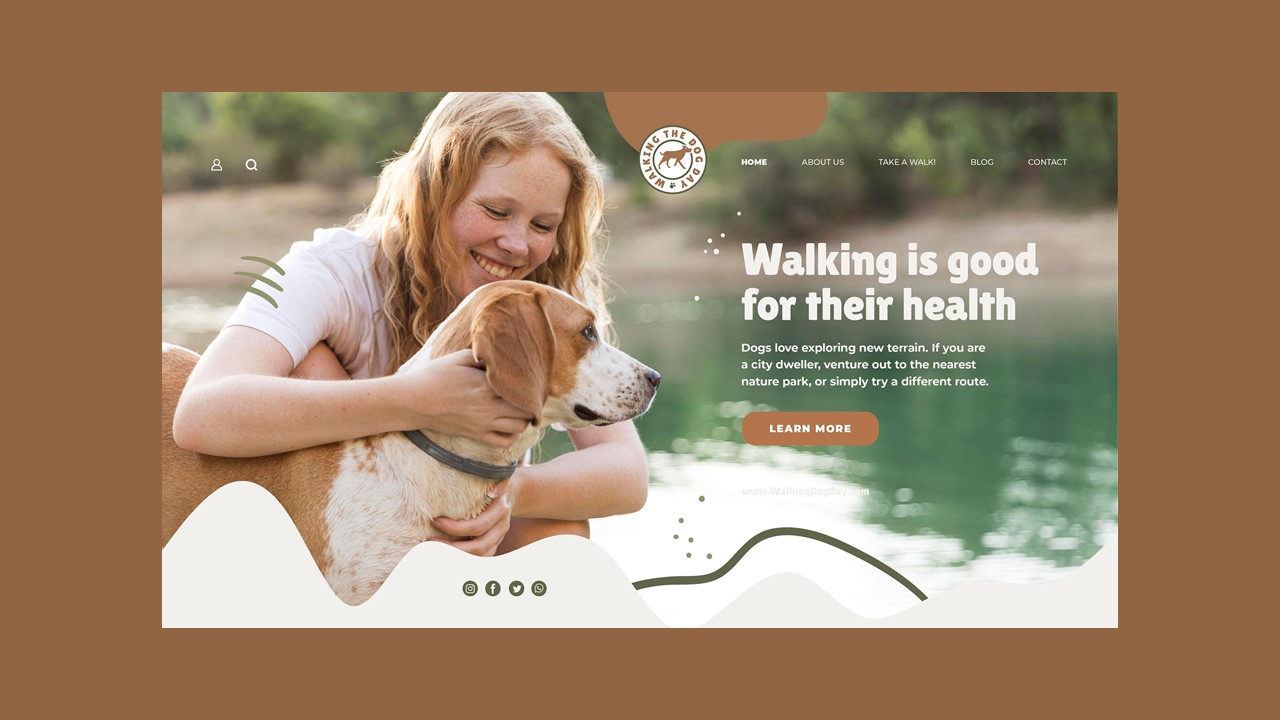 WALKING THE DOG DAY
HOME
ABOUT US
TAKE A WALK!
BLOG
CONTACT
Walking is good
for their health
Dogs love exploring new terrain. If you are
a city dweller, venture out to the nearest
nature park, or simply try a different route.
LEARN MORE
www.WalkingDogDay.com